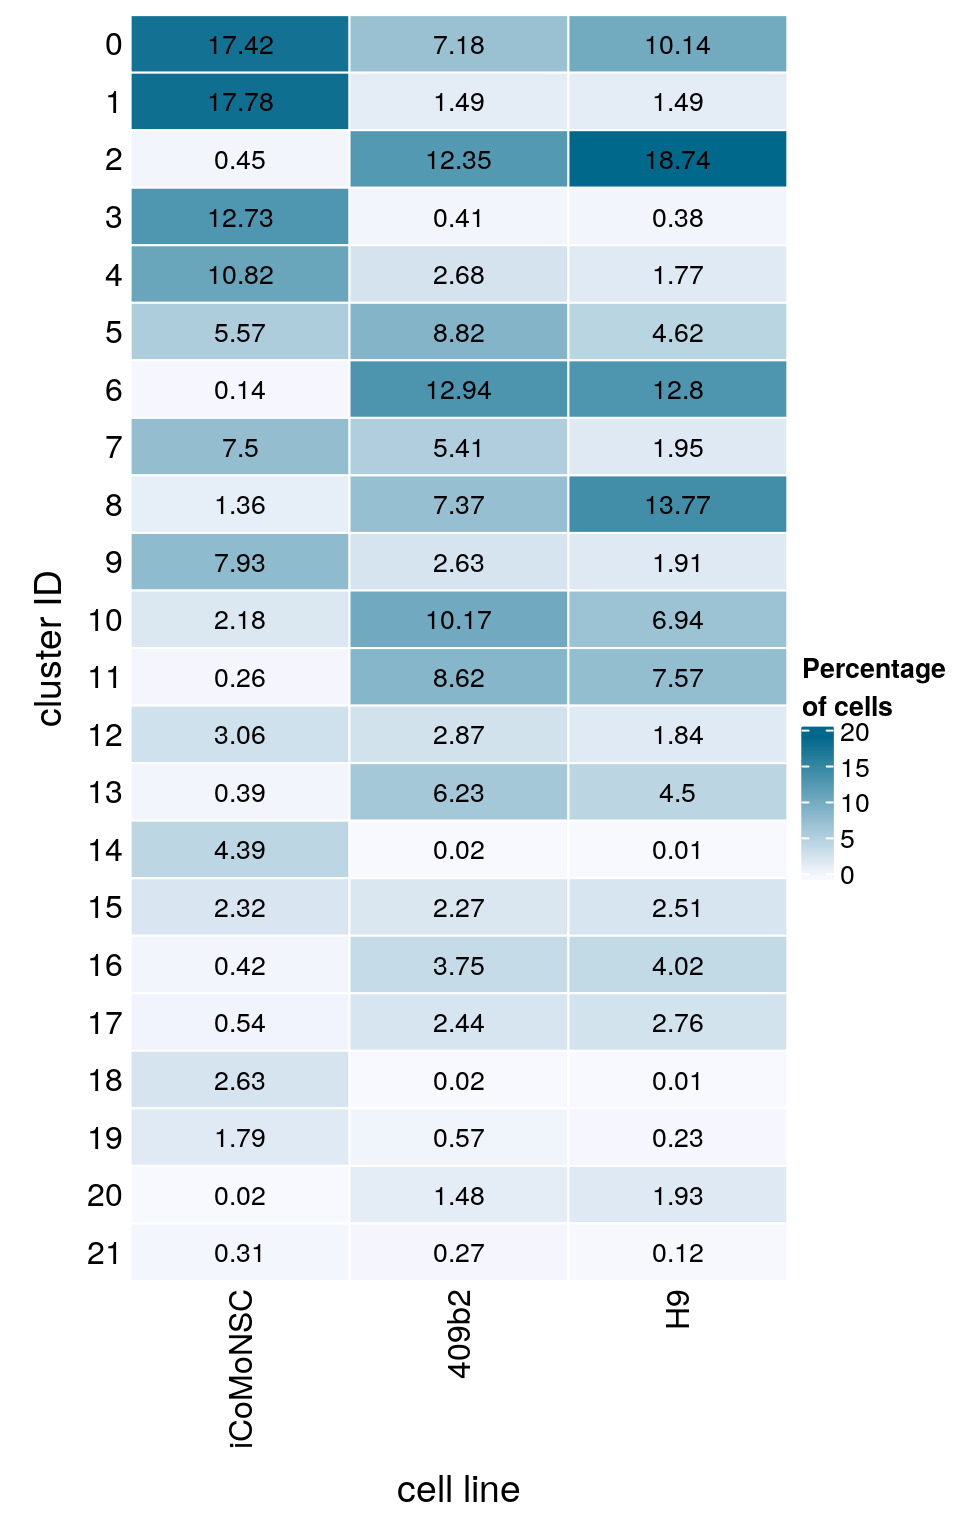 0 17.42 7.18 10.14
1 17.78 1.49 1.49
2 0.45 12.35 18.74
3 12.73 0.41 0.38
4 10.82 2.68 1.77
5 5.57 8.82 4.62
6 0.14 12.94 12.8
7 7.5 5.41 1.95
8 1.36 7.37 13.77
9 7.93 2.63 1.91
10 2.18 10.17 6.94
11 0.26 8.62 7.57
12 3.06 2.87 1.84
13 0.39 6.23 4.5
14 4.39 0.02 0.01
15 2.32 2.27 2.51
16 0.42 3.75 4.02
17 0.54 2.44 2.76
18 2.63 0.02 0.01
19 1.79 0.57 0.23
20 0.02 1.48 1.93
21 0.31 0.27 0.12
iCoMoNSC 409b2 H9
cell line
cluster ID
Percentage
of cells
20
15
10
5
0